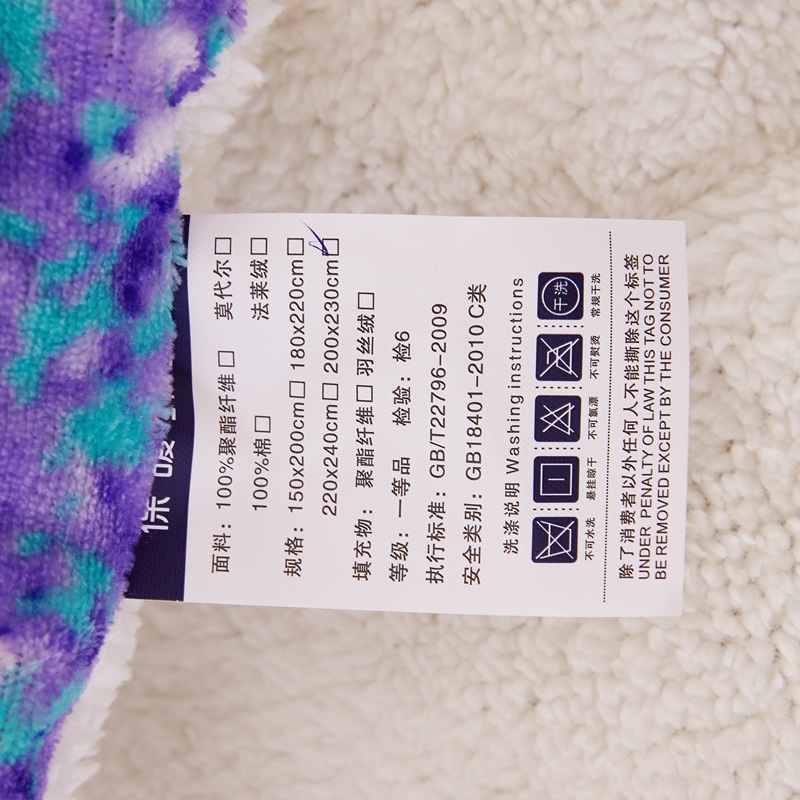 保暖
面料：100%聚酯纤维□ 莫代尔□
100%棉□ 法莱绒□
规格：150x200cm□ 180x220cm□
220x240cm□ 200x230cm□
填充物：聚酯纤维□ 羽丝绒□
等级：一等品 检验：检6
执行标准：GB/T22796-2009
安全类别：GB18401-2010 C类
洗涤说明 Washing instructions
干洗
不可水洗 悬挂晾干 不可氯漂 不可熨烫 常规干洗
除了消费者以外任何人不能撕除这个标签
UNDER PENALTY OF LAW THIS TAG NOT TO
BE REMOVED EXCEPT BY THE CONSUMER